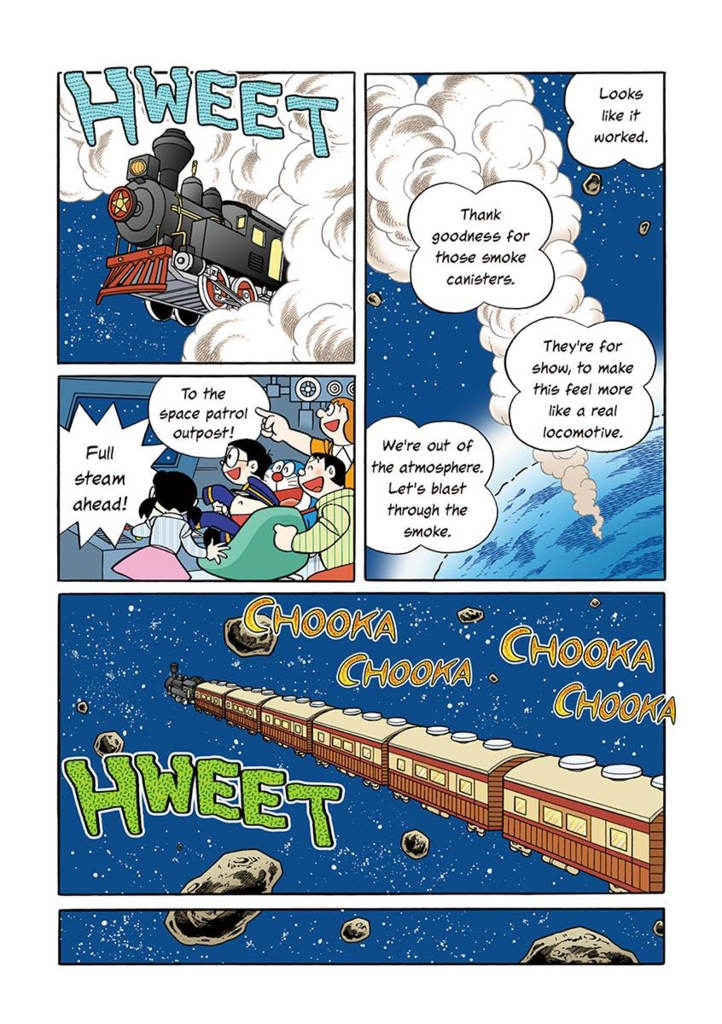 Looks
like it
worked.
Thank
goodness for
those smoke
canisters.
They're for
show, to make
this feel more
like a real
locomotive.
We're out of
the atmosphere.
Let's blast
through the
smoke.
HWEET
To the
space patrol
outpost!
Full
steam
ahead!
CHOOKA
CHOOKA
CHOOKA
CHOOKA
HWEET